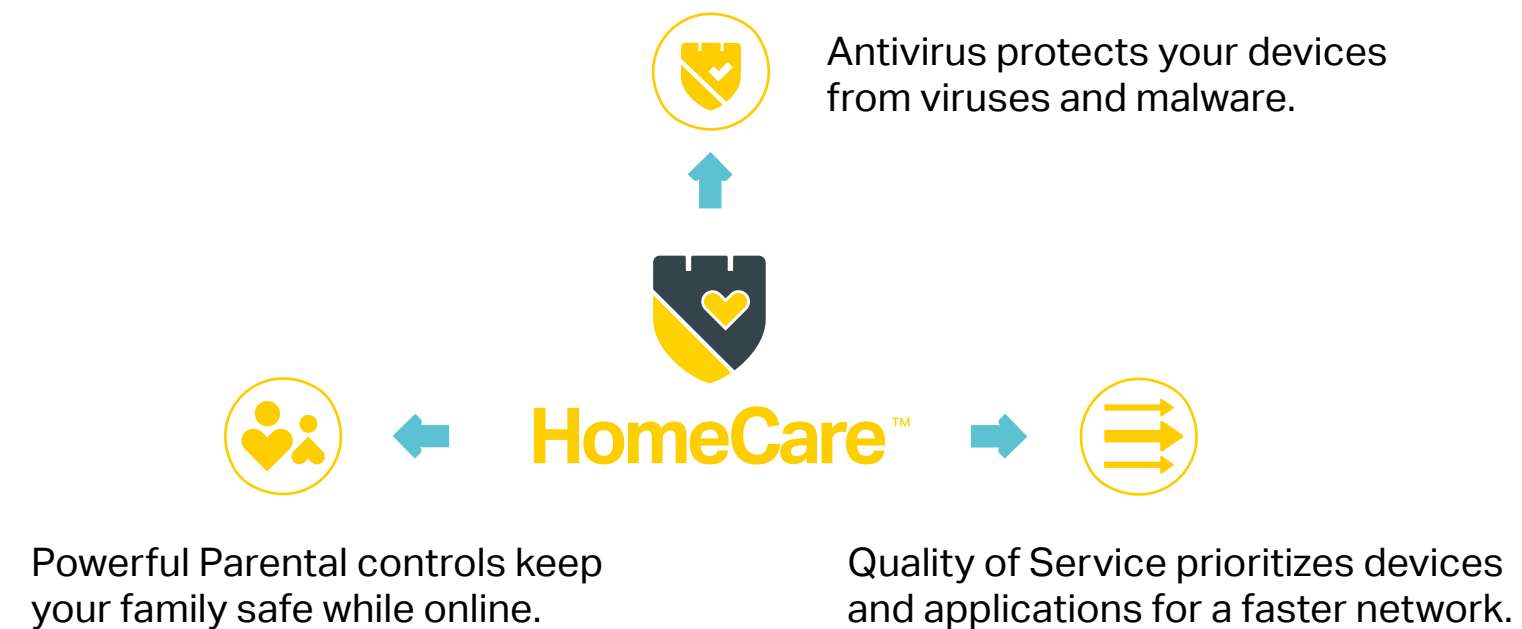 Antivirus protects your devices
from viruses and malware.
HomeCare™
Powerful Parental controls keep
your family safe while online.
Quality of Service prioritizes devices
and applications for a faster network.